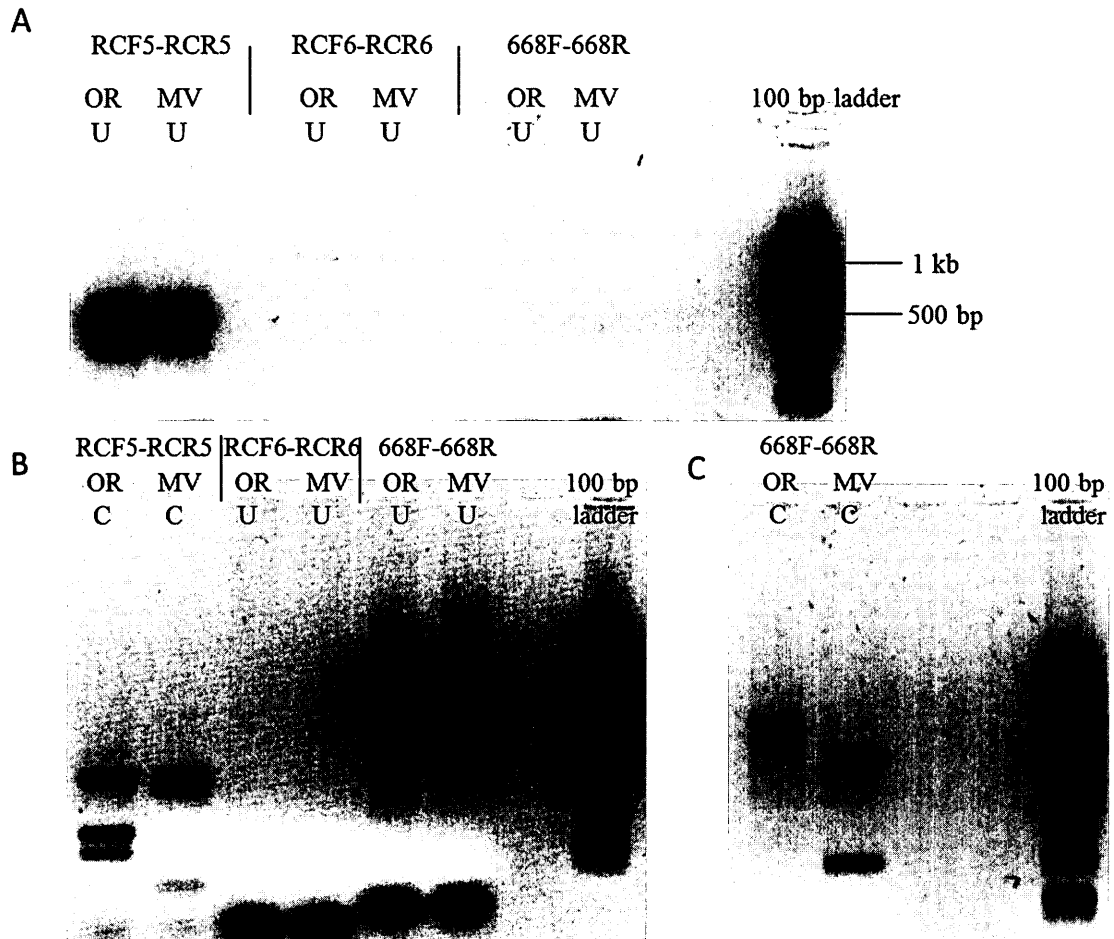 A
RCF5-RCR5 RCF6-RCR6 668F-668R
OR MV OR MV OR MV 100 bp ladder
U U U U U U
1 kb
500 bp
B
RCF5-RCR5 RCF6-RCR6 668F-668R
OR MV OR MV OR MV 100 bp
C C U U U U ladder
C
668F-668R
OR MV 100 bp
C C ladder